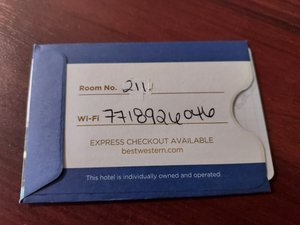 Room No. 211
Wi-Fi 7718926046
EXPRESS CHECKOUT AVAILABLE
bestwestern.com
This hotel is individually owned and operated.